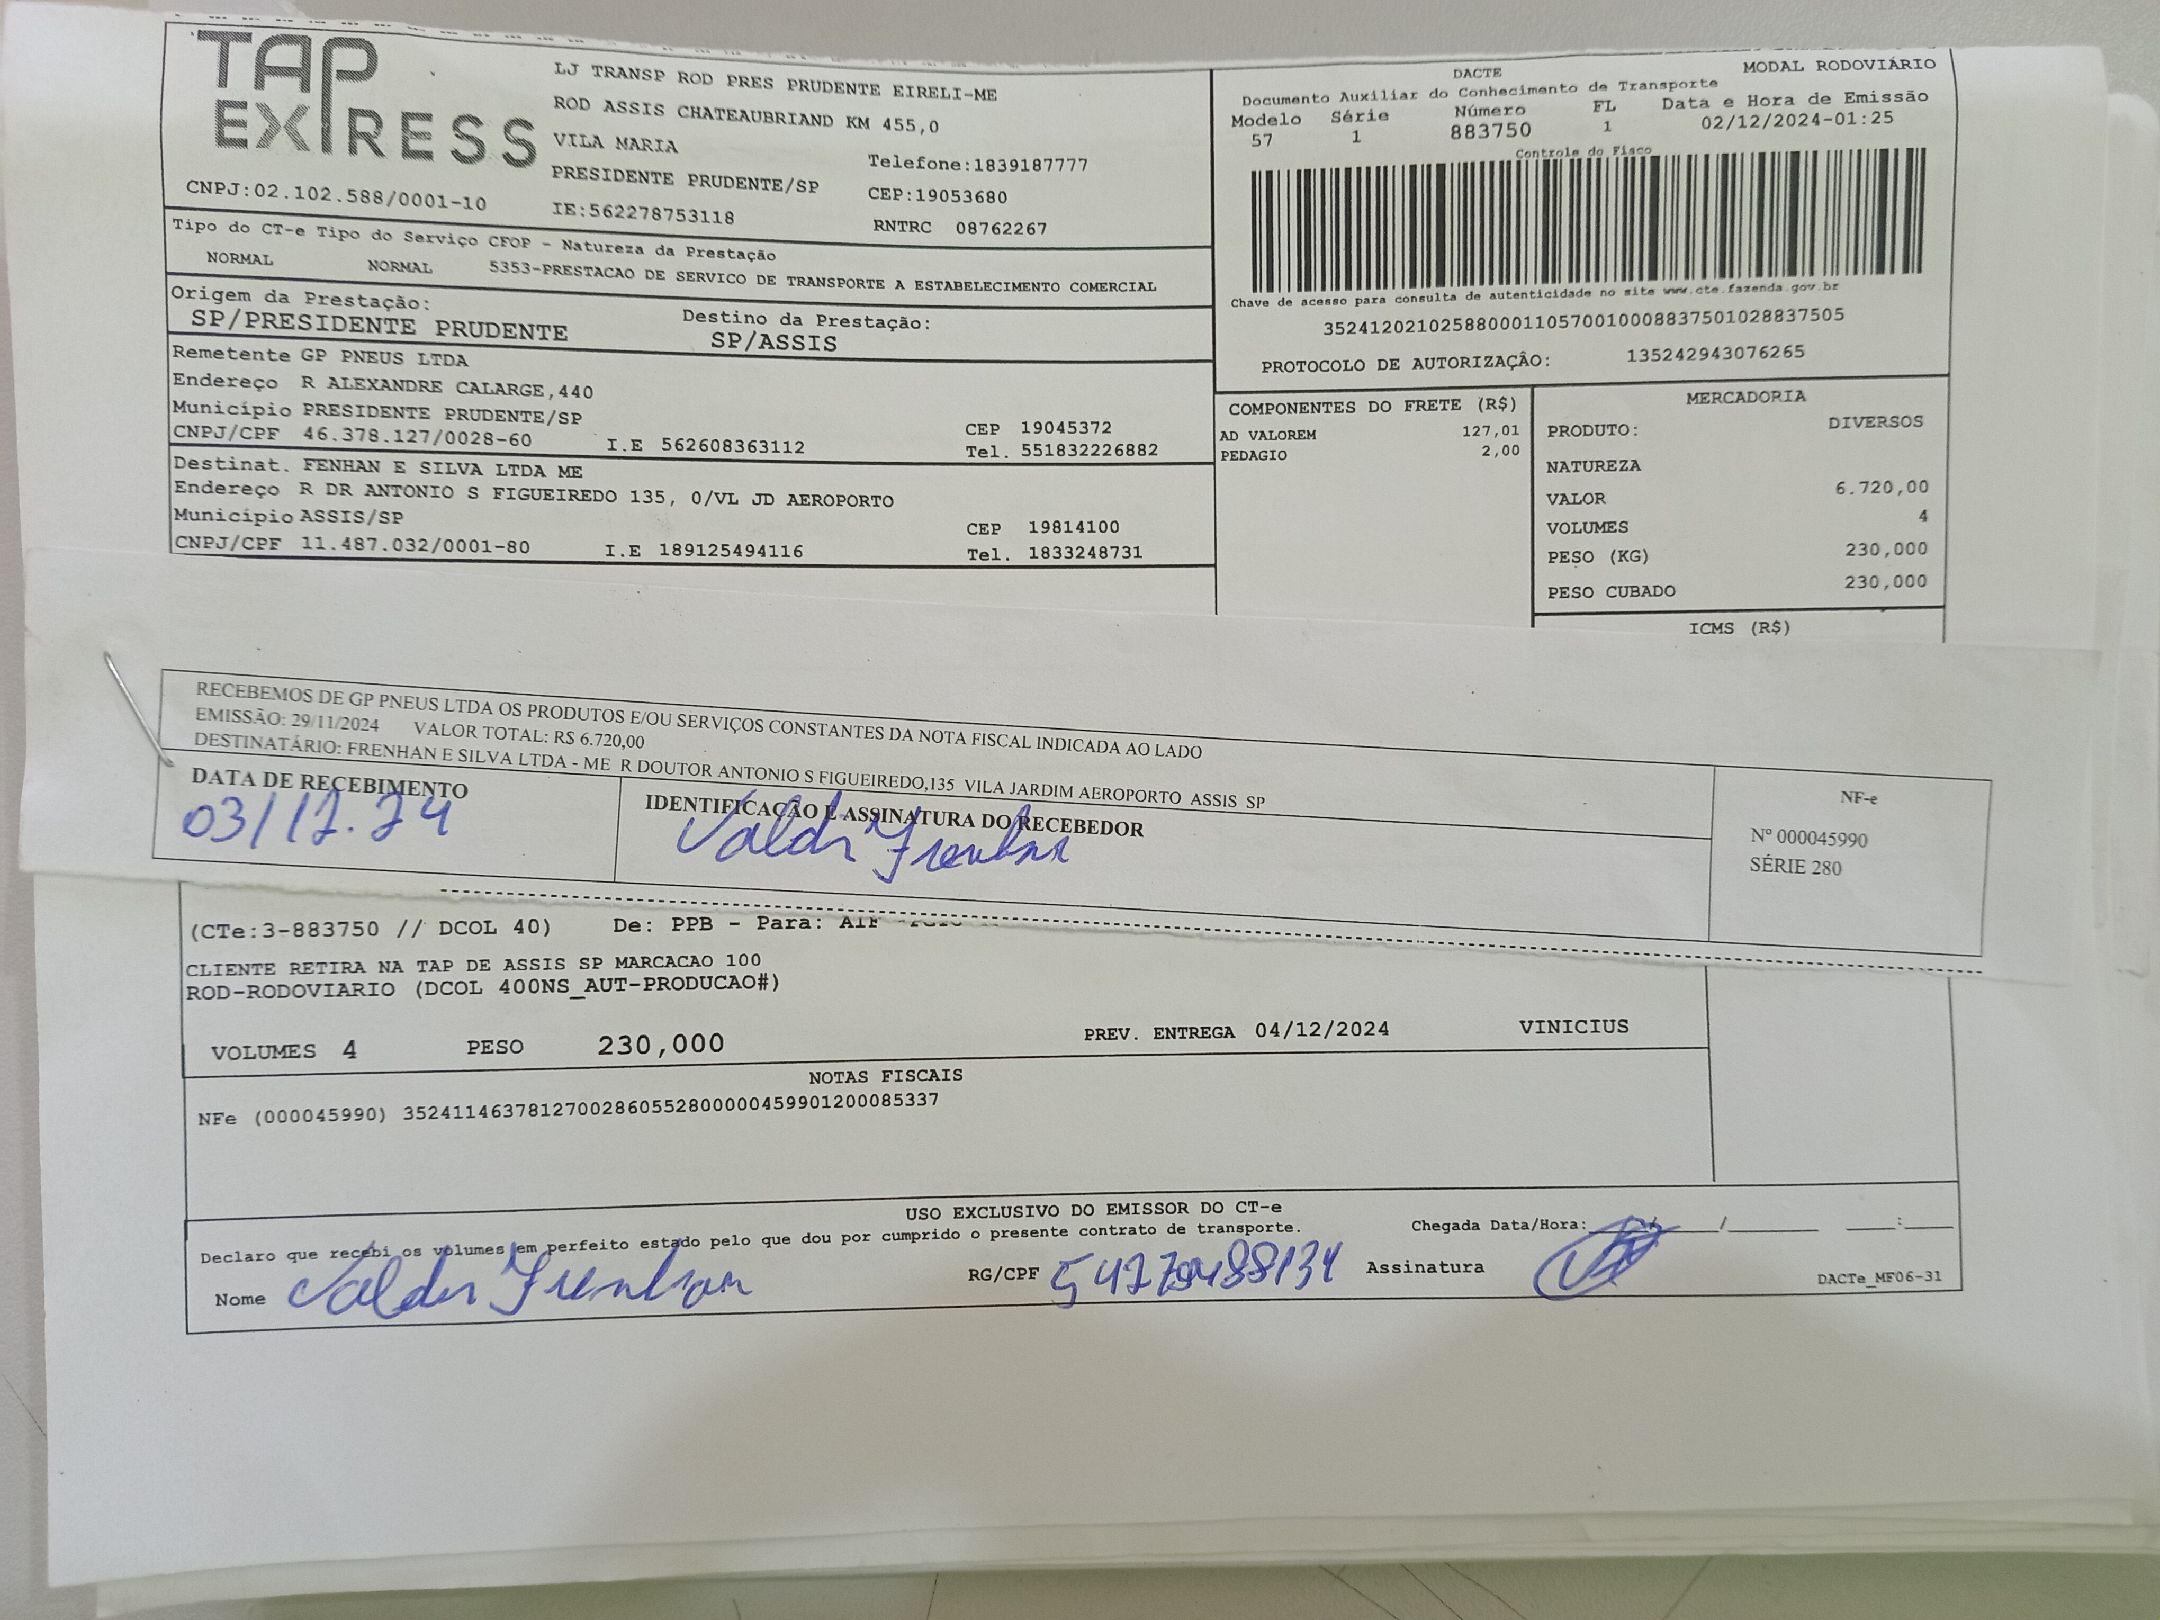 TAP
EXPRESS
CNPJ:02.102.588/0001-10
LJ TRANSP ROD PRES PRUDENTE EIRELI-ME
ROD ASSIS CHATEAUBRIAND KM 455,0
VILA MARIA
Telefone:1839187777
PRESIDENTE PRUDENTE/SP
CEP:19053680
IE:562278753118
RNTRC 08762267
DACTE
MODAL RODOVIÁRIO
Documento Auxiliar do Conhecimento de Transporte
Modelo Série Número FL Data e Hora de Emissão
57 1 883750 1 02/12/2024-01:25
Controle do Fisco
Chave de acesso para consulta de autenticidade no site www.cte.fazenda.gov.br
35241202102588000110570010008837501028837505
PROTOCOLO DE AUTORIZAÇÂO: 135242943076265
Tipo do CT-e Tipo do Serviço CFOP - Natureza da Prestação
NORMAL NORMAL 5353-PRESTACAO DE SERVICO DE TRANSPORTE A ESTABELECIMENTO COMERCIAL
Origem da Prestação: Destino da Prestação:
SP/PRESIDENTE PRUDENTE SP/ASSIS
Remetente GP PNEUS LTDA
Endereço R ALEXANDRE CALARGE,440
Município PRESIDENTE PRUDENTE/SP CEP 19045372
CNPJ/CPF 46.378.127/0028-60 I.E 562608363112 Tel. 551832226882
Destinat. FENHAN E SILVA LTDA ME
Endereço R DR ANTONIO S FIGUEIREDO 135, 0/VL JD AEROPORTO
Município ASSIS/SP CEP 19814100
CNPJ/CPF 11.487.032/0001-80 I.E 189125494116 Tel. 1833248731
COMPONENTES DO FRETE (R$)
AD VALOREM 127,01
PEDAGIO 2,00
MERCADORIA
PRODUTO: DIVERSOS
NATUREZA
VALOR 6.720,00
VOLUMES 4
PESO (KG) 230,000
PESO CUBADO 230,000
ICMS (R$)
RECEBEMOS DE GP PNEUS LTDA OS PRODUTOS E/OU SERVIÇOS CONSTANTES DA NOTA FISCAL INDICADA AO LADO
EMISSÃO: 29/11/2024 VALOR TOTAL: R$ 6.720,00
DESTINATÁRIO: FRENHAN E SILVA LTDA - ME R DOUTOR ANTONIO S FIGUEIREDO,135 VILA JARDIM AEROPORTO ASSIS SP
DATA DE RECEBIMENTO
03/12.24
IDENTIFICAÇÃO E ASSINATURA DO RECEBEDOR
Valdir Frenhan
NF-e
Nº 000045990
SÉRIE 280
(CTe:3-883750 // DCOL 40) De: PPB - Para:
CLIENTE RETIRA NA TAP DE ASSIS SP MARCACAO 100
ROD-RODOVIARIO (DCOL 400NS_AUT-PRODUCAO#)
VOLUMES 4 PESO 230,000 PREV. ENTREGA 04/12/2024 VINICIUS
NOTAS FISCAIS
NFe (000045990) 35241146378127002860552800000459901200085337
USO EXCLUSIVO DO EMISSOR DO CT-e
Declaro que recebi os volumes em perfeito estado pelo que dou por cumprido o presente contrato de transporte.
Chegada Data/Hora: / :
Nome Valdir Frenhan RG/CPF Assinatura
DACTe_MF06-31